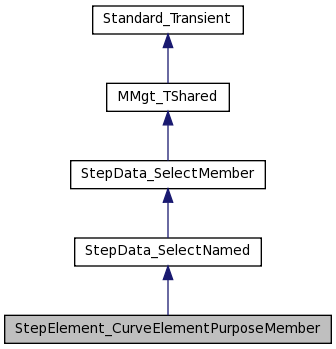 Standard_Transient
MMgt_TShared
StepData_SelectMember
StepData_SelectNamed
StepElement_CurveElementPurposeMember